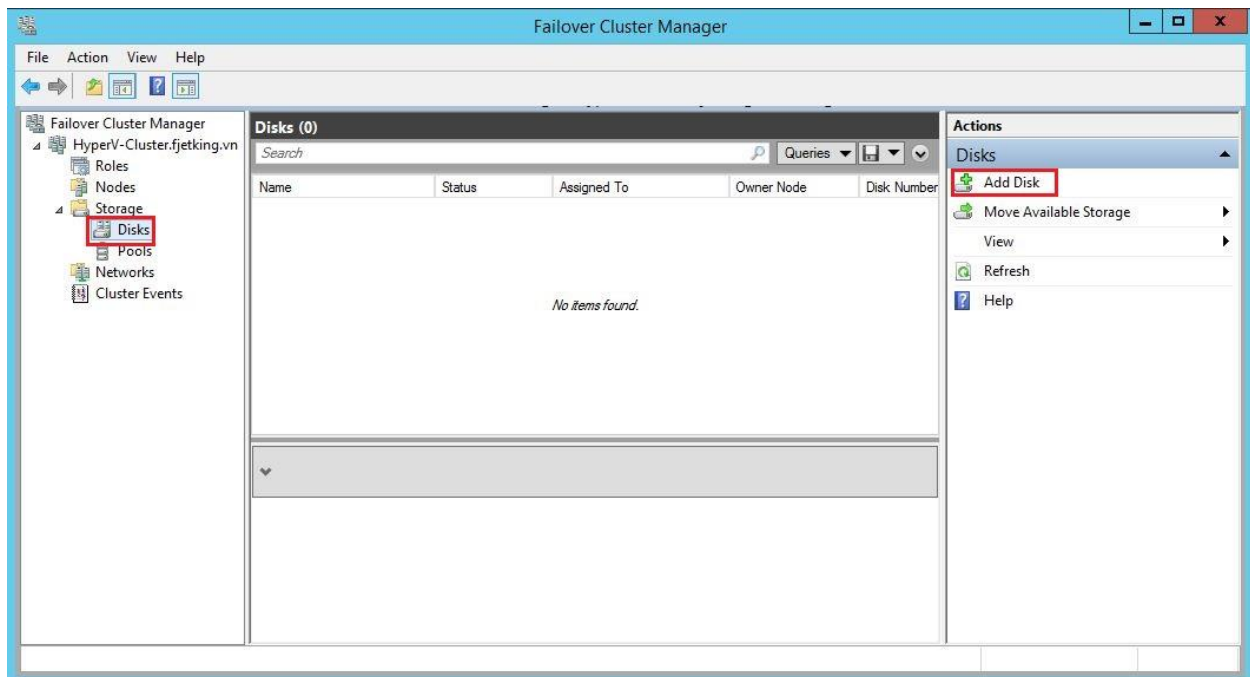 Failover Cluster Manager
File Action View Help
Failover Cluster Manager
HyperV-Cluster.fjetking.vn
Roles
Nodes
Storage
Disks
Pools
Networks
Cluster Events
Disks (0)
Search
Queries
Name Status Assigned To Owner Node Disk Number
No items found.
Actions
Disks
Add Disk
Move Available Storage
View
Refresh
Help